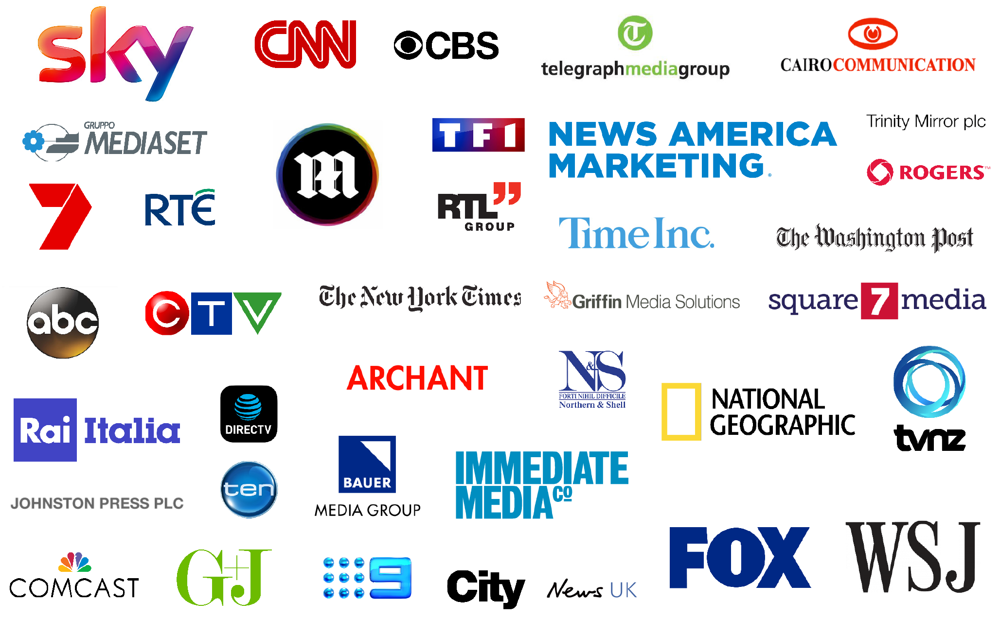 sky
CNN
CBS
T
telegraphmediagroup
CAIROCOMMUNICATION
GRUPPO
MEDIASET
M
TF1
NEWS AMERICA
MARKETING®
Trinity Mirror plc
ROGERS™
7
RTÉ
RTL
GROUP
Time Inc.
The Washington Post
abc
CTV
The New York Times
Griffin Media Solutions
square 7 media
ARCHANT
N&S
FORTI NIHIL DIFFICILE
Northern & Shell
NATIONAL
GEOGRAPHIC
tvnz
Rai Italia
DIRECTV
BAUER
MEDIA GROUP
IMMEDIATE
MEDIA CO
ten
JOHNSTON PRESS PLC
COMCAST
G+J
9
City
News UK
FOX
WSJ